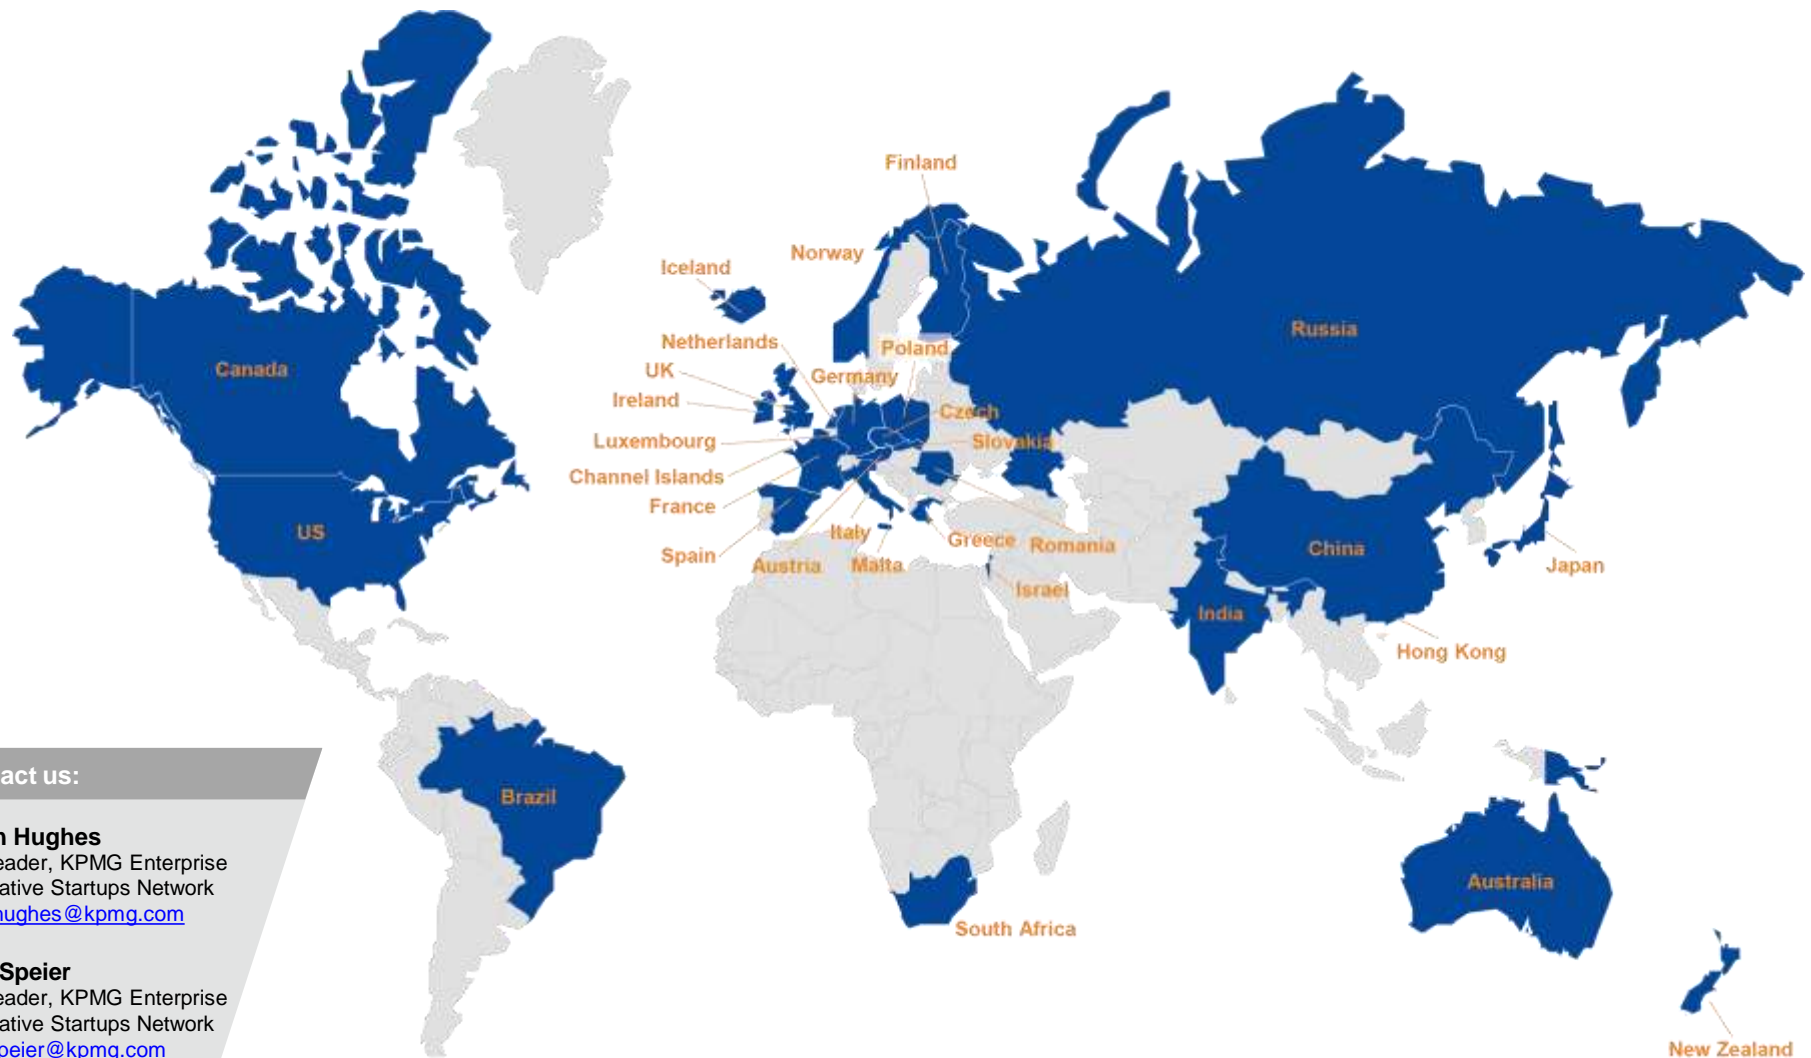 Finland
Norway
Iceland
Russia
Netherlands
Poland
Canada
UK
Germany
Ireland
Czech
Luxembourg
Slovakia
Channel Islands
France
US
Italy
Greece
Romania
China
Spain
Austria
Malta
Japan
Israel
India
Hong Kong
Brazil
Australia
South Africa
New Zealand
act us:
n Hughes
eader, KPMG Enterprise
ative Startups Network
hughes@kpmg.com
Speier
eader, KPMG Enterprise
ative Startups Network
peier@kpmg.com